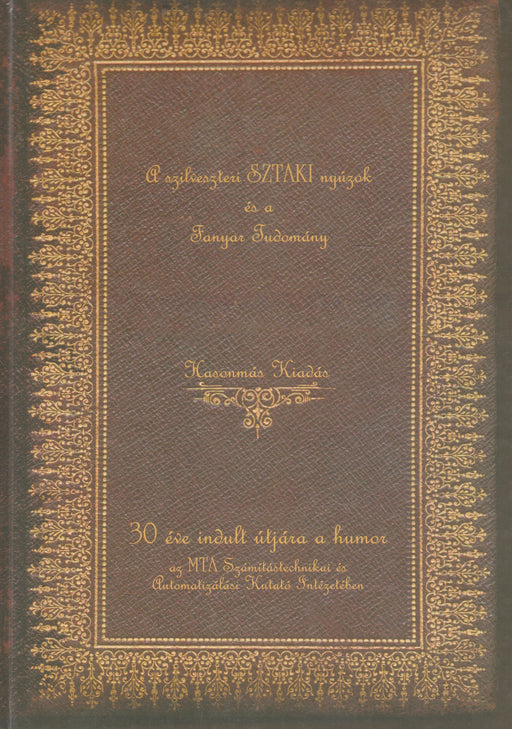 A szilveszteri SZTAKI nyúzok
és a
Fanyar Tudomány
Hasonmás Kiadás
30 éve indult útjára a humor
az MTA Számítástechnikai és
Automatizálási Kutató Intézetében